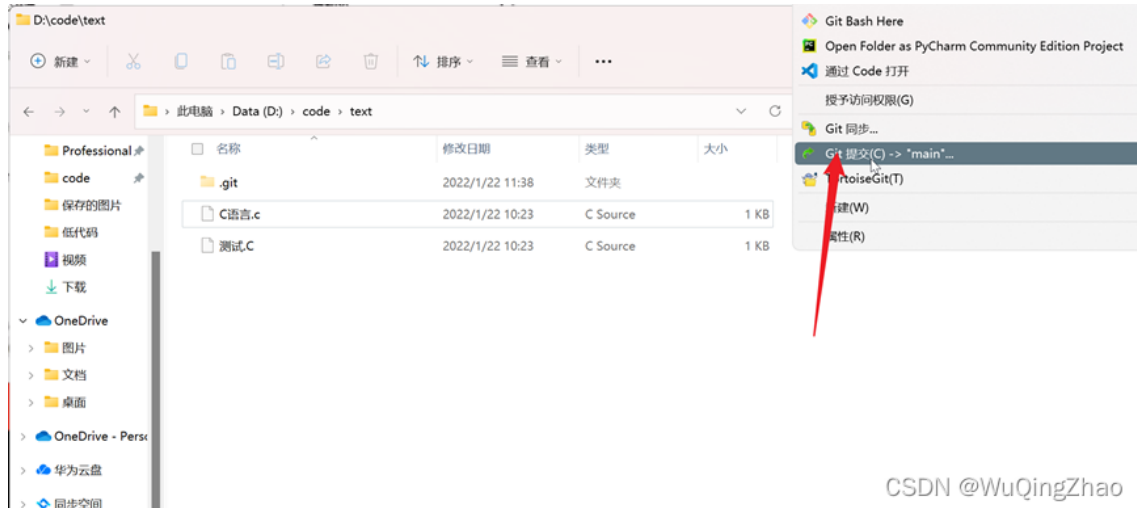 D:\code\text
新建
排序
查看
此电脑 > Data (D:) > code > text
名称 修改日期 类型 大小
.git 2022/1/22 11:38 文件夹
C语言.c 2022/1/22 10:23 C Source 1 KB
测试.C 2022/1/22 10:23 C Source 1 KB
Professional
code
保存的图片
低代码
视频
下载
OneDrive
图片
文档
桌面
OneDrive - Perso
华为云盘
同步空间
Git Bash Here
Open Folder as PyCharm Community Edition Project
通过 Code 打开
授予访问权限(G)
Git 同步...
Git 提交(C) -> "main"...
TortoiseGit(T)
新建(W)
属性(R)
CSDN @WuQingZhao